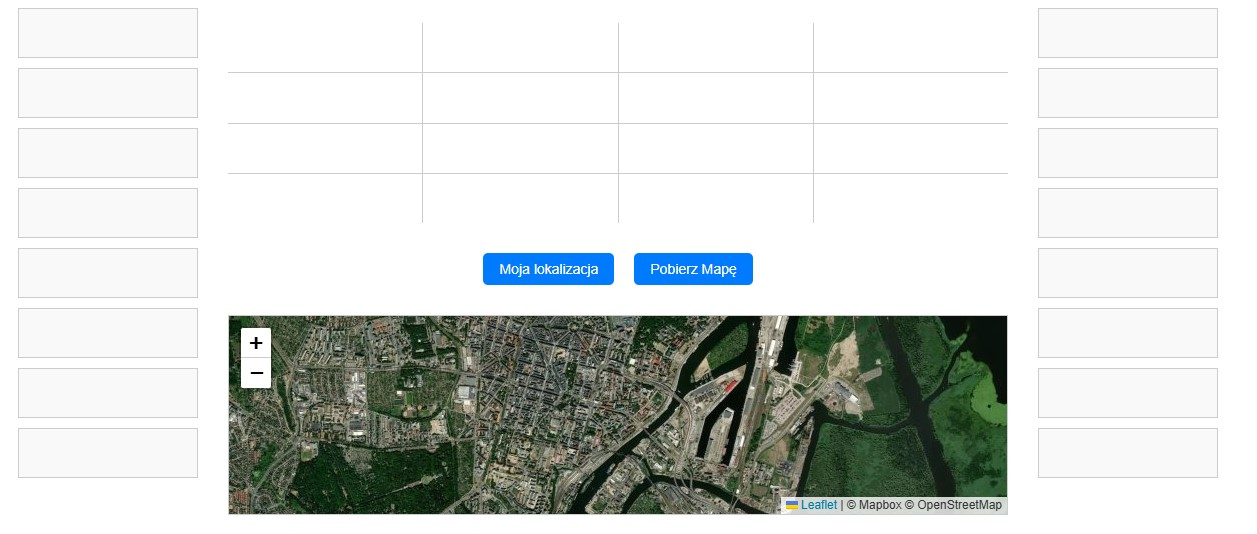 Moja lokalizacja
Pobierz Mapę
+
−
Leaflet | © Mapbox © OpenStreetMap